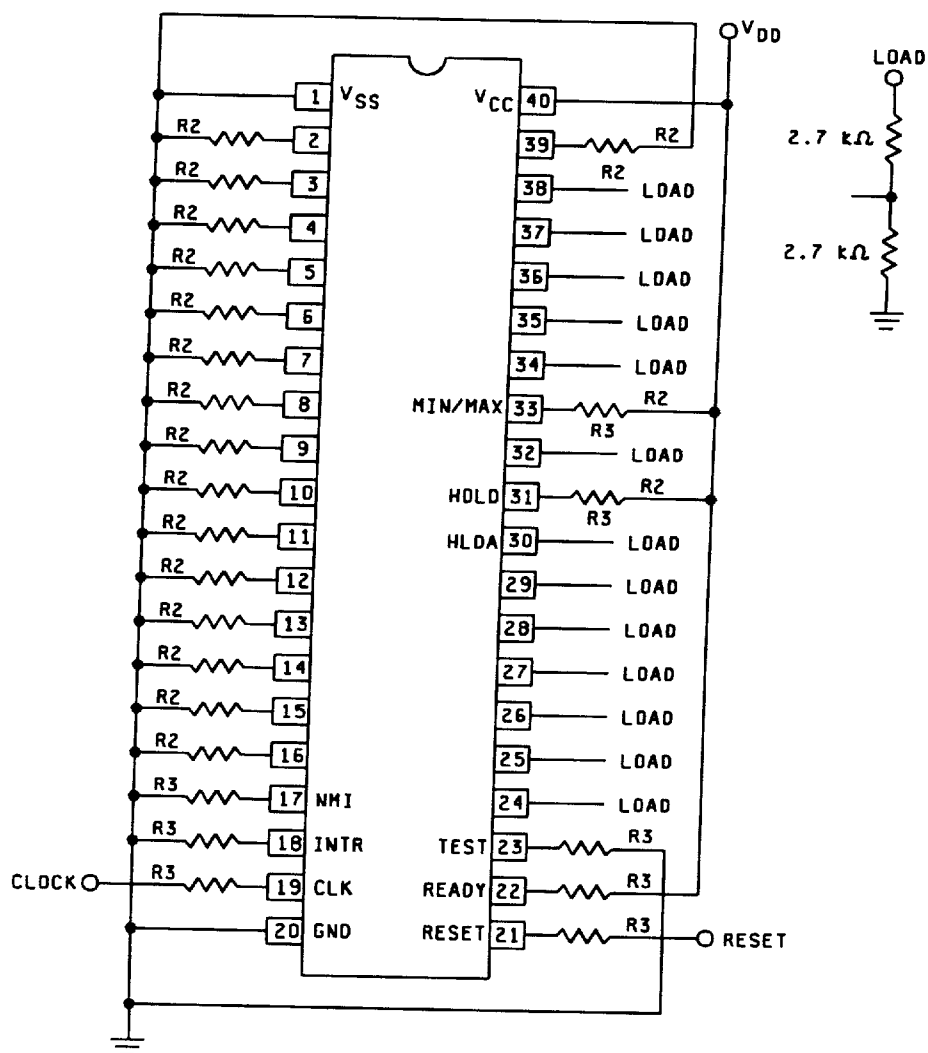 V_DD
LOAD
1 V_SS V_CC 40
R2 2 39 R2
2.7 kΩ
R2 3 38 R2 LOAD
R2 4 37 LOAD
2.7 kΩ
R2 5 36 LOAD
R2 6 35 LOAD
R2 7 34 LOAD
R2 8 MIN/MAX 33 R2
R3
R2 9 32 LOAD
R2 10 HOLD 31 R2
R3
R2 11 HLDA 30 LOAD
R2 12 29 LOAD
R2 13 28 LOAD
R2 14 27 LOAD
R2 15 26 LOAD
R2 16 25 LOAD
R3 17 NMI 24 LOAD
R3 18 INTR TEST 23 R3
CLOCK R3 19 CLK READY 22 R3
20 GND RESET 21 R3 RESET